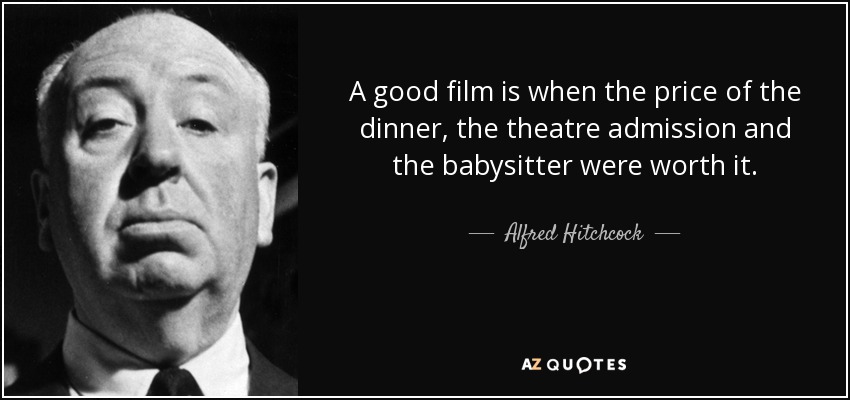 A good film is when the price of the
dinner, the theatre admission and
the babysitter were worth it.
Alfred Hitchcock
AZ QUOTES